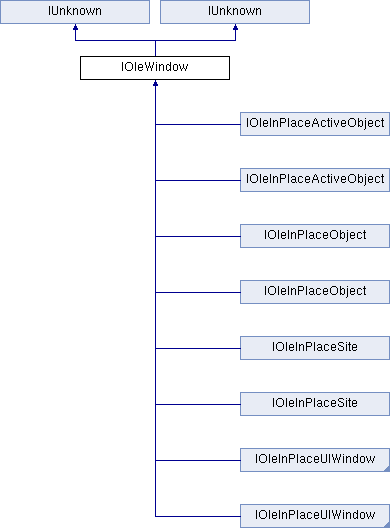 IUnknown
IUnknown
IOleWindow
IOleInPlaceActiveObject
IOleInPlaceActiveObject
IOleInPlaceObject
IOleInPlaceObject
IOleInPlaceSite
IOleInPlaceSite
IOleInPlaceUIWindow
IOleInPlaceUIWindow